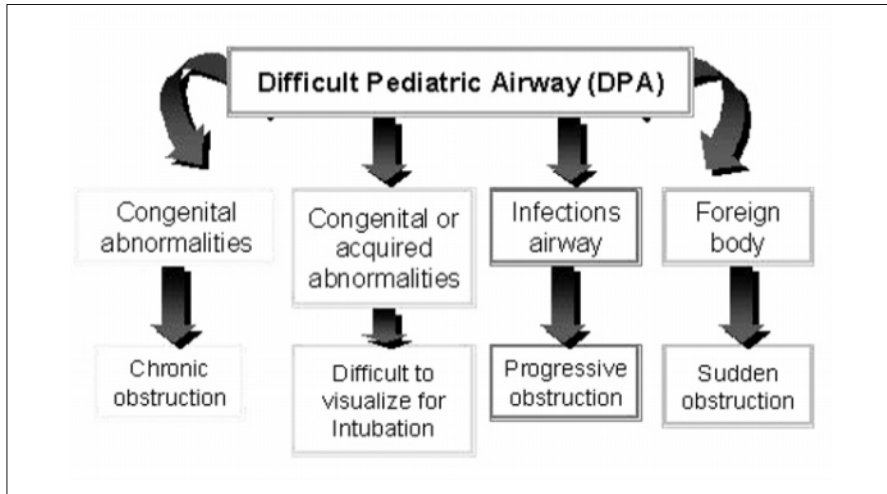 Difficult Pediatric Airway (DPA)
Congenital
abnormalities
Congenital or
acquired
abnormalities
Infections
airway
Foreign
body
Chronic
obstruction
Difficult to
visualize for
Intubation
Progressive
obstruction
Sudden
obstruction